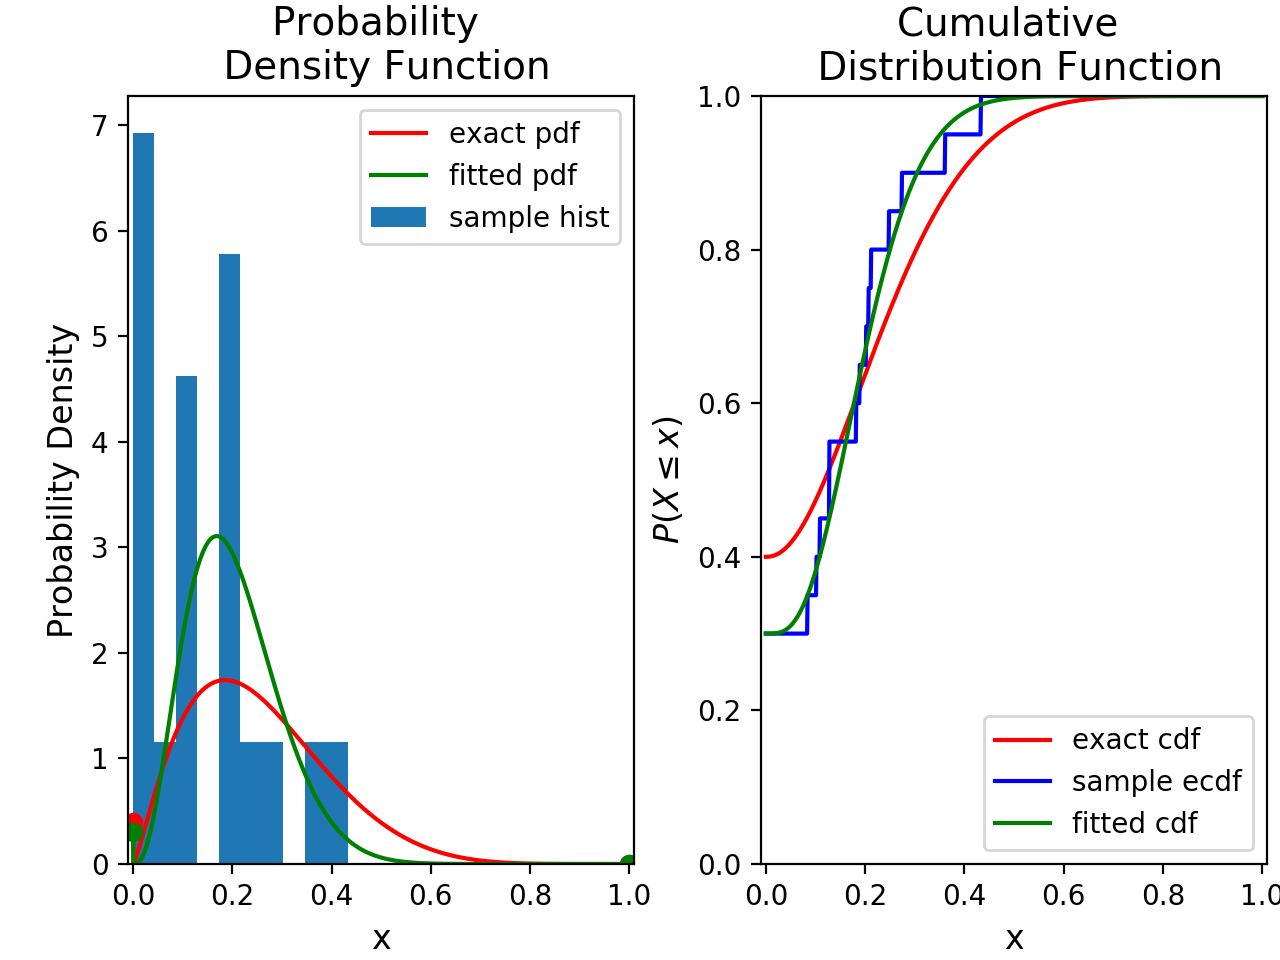 Probability
Density Function
exact pdf
fitted pdf
sample hist
Probability Density
7
6
5
4
3
2
1
0
0.0 0.2 0.4 0.6 0.8 1.0
x
Cumulative
Distribution Function
P(X ≤ x)
1.0
0.8
0.6
0.4
0.2
0.0
exact cdf
sample ecdf
fitted cdf
0.0 0.2 0.4 0.6 0.8 1.0
x